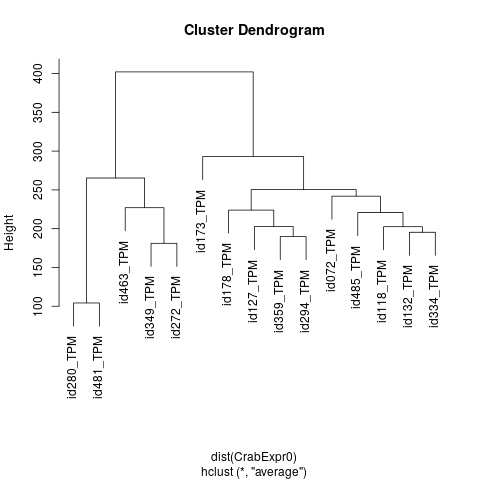 Cluster Dendrogram
Height
400
350
300
250
200
150
100
id280_TPM
id481_TPM
id463_TPM
id349_TPM
id272_TPM
id173_TPM
id178_TPM
id127_TPM
id359_TPM
id294_TPM
id072_TPM
id485_TPM
id118_TPM
id132_TPM
id334_TPM
dist(CrabExpr0)
hclust (*, "average")